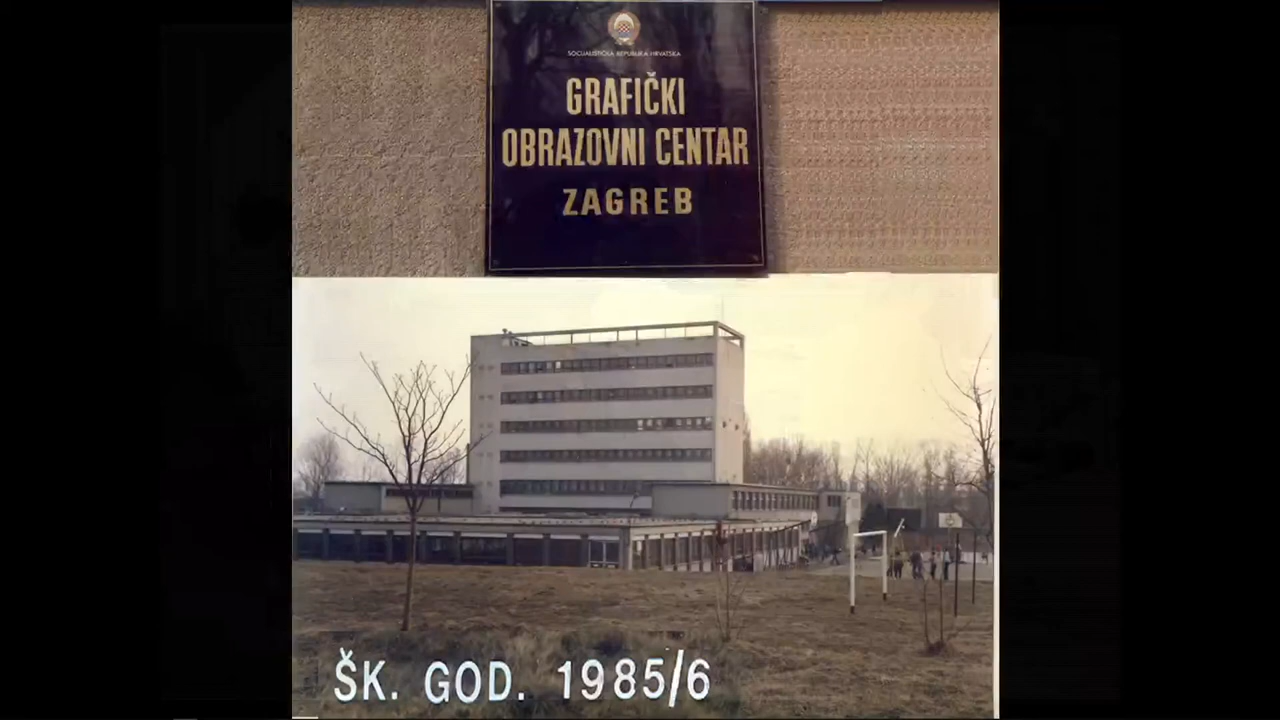 SOCIJALISTIČKA REPUBLIKA HRVATSKA
GRAFIČKI
OBRAZOVNI CENTAR
ZAGREB
ŠK. GOD. 1985/6